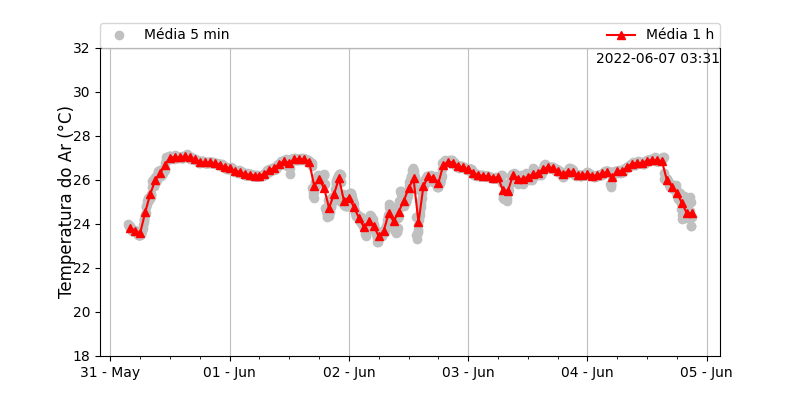 Média 5 min
Média 1 h
2022-06-07 03:31
Temperatura do Ar (°C)
32
30
28
26
24
22
20
18
31 - May
01 - Jun
02 - Jun
03 - Jun
04 - Jun
05 - Jun